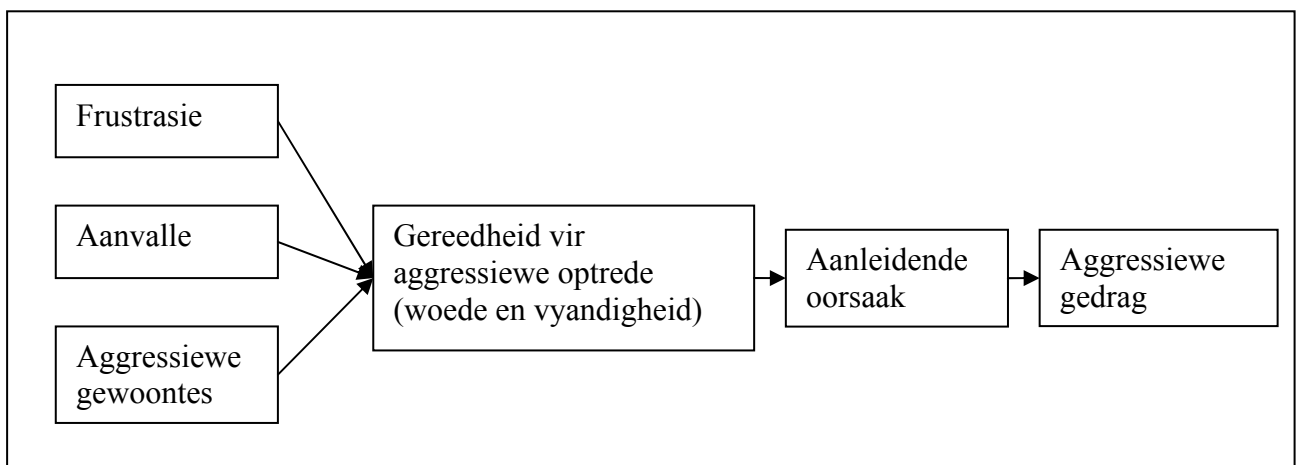 Frustrasie
Aanvalle
Aggressiewe
gewoontes
Gereedheid vir
aggressiewe optrede
(woede en vyandigheid)
Aanleidende
oorsaak
Aggressiewe
gedrag